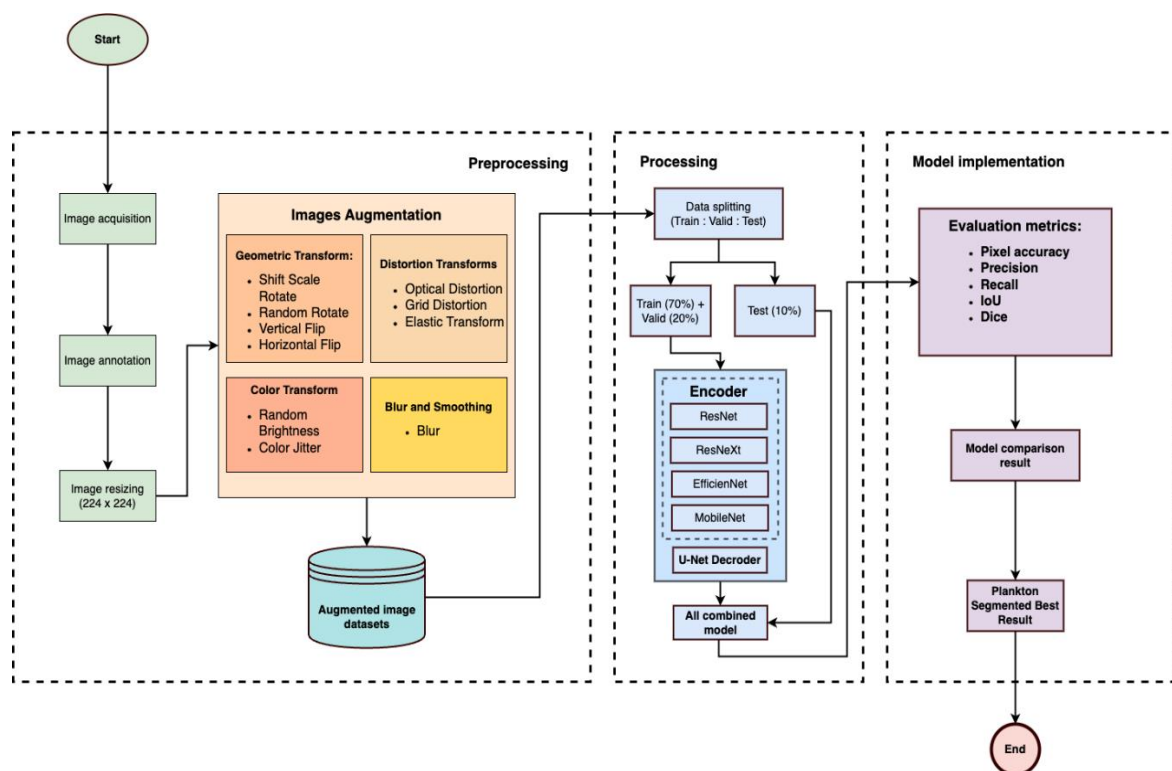 Start
Preprocessing
Image acquisition
Image annotation
Image resizing
(224 x 224)
Images Augmentation
Geometric Transform:
• Shift Scale
Rotate
• Random Rotate
• Vertical Flip
• Horizontal Flip
Distortion Transforms
• Optical Distortion
• Grid Distortion
• Elastic Transform
Color Transform
• Random
Brightness
• Color Jitter
Blur and Smoothing
• Blur
Augmented image
datasets
Processing
Data splitting
(Train : Valid : Test)
Train (70%) +
Valid (20%)
Test (10%)
Encoder
ResNet
ResNeXt
EfficienNet
MobileNet
U-Net Decroder
All combined
model
Model implementation
Evaluation metrics:
• Pixel accuracy
• Precision
• Recall
• IoU
• Dice
Model comparison
result
Plankton
Segmented Best
Result
End